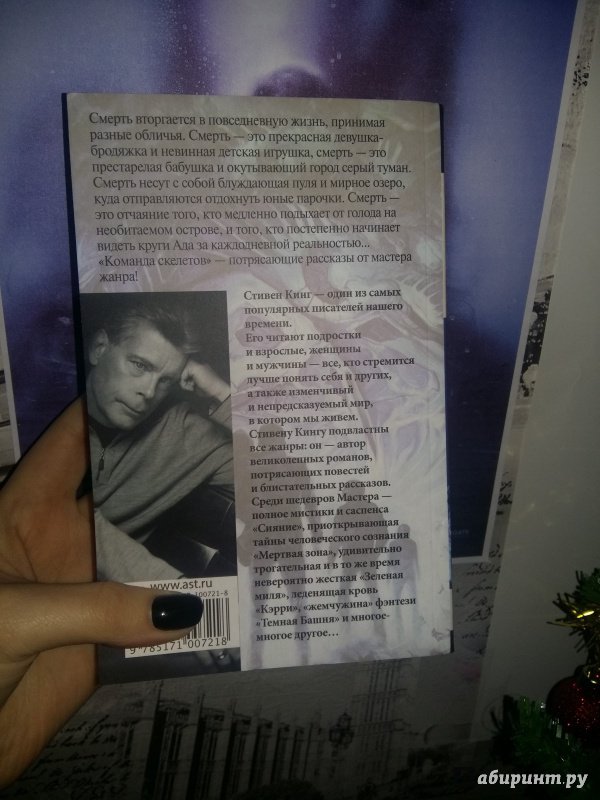 Смерть вторгается в повседневную жизнь, принимая
разные обличья. Смерть — это прекрасная девушка-
бродяжка и невинная детская игрушка, смерть — это
престарелая бабушка и окутывающий город серый туман.
Смерть несут с собой блуждающая пуля и мирное озеро,
куда отправляются отдохнуть юные парочки. Смерть —
это отчаяние того, кто медленно подыхает от голода на
необитаемом острове, и того, кто постепенно начинает
видеть круги Ада за каждодневной реальностью...
«Команда скелетов» — потрясающие рассказы от мастера
жанра!
Стивен Кинг — один из самых
популярных писателей нашего
времени.
Его читают подростки
и взрослые, женщины
и мужчины — все, кто стремится
лучше понять себя и других,
а также изменчивый
и непредсказуемый мир,
в котором мы живем.
Стивену Кингу подвластны
все жанры: он — автор
великолепных романов,
потрясающих повестей
и блистательных рассказов.
Среди шедевров Мастера —
полное мистики и саспенса
«Сияние», приоткрывающая
тайны человеческого сознания
«Мертвая зона», удивительно
трогательная и в то же время
невероятно жесткая «Зеленая
миля», леденящая кровь
«Кэрри», «жемчужина» фэнтези
«Темная Башня» и многое-
многое другое…
www.ast.ru
100721-8
9 785171 007218
абиринт.ру